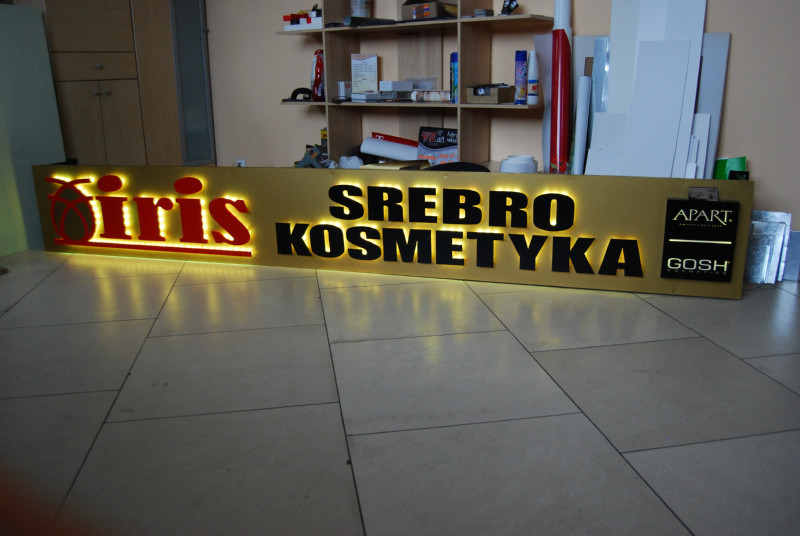 iris
SREBRO
KOSMETYKA
APART
GOSH